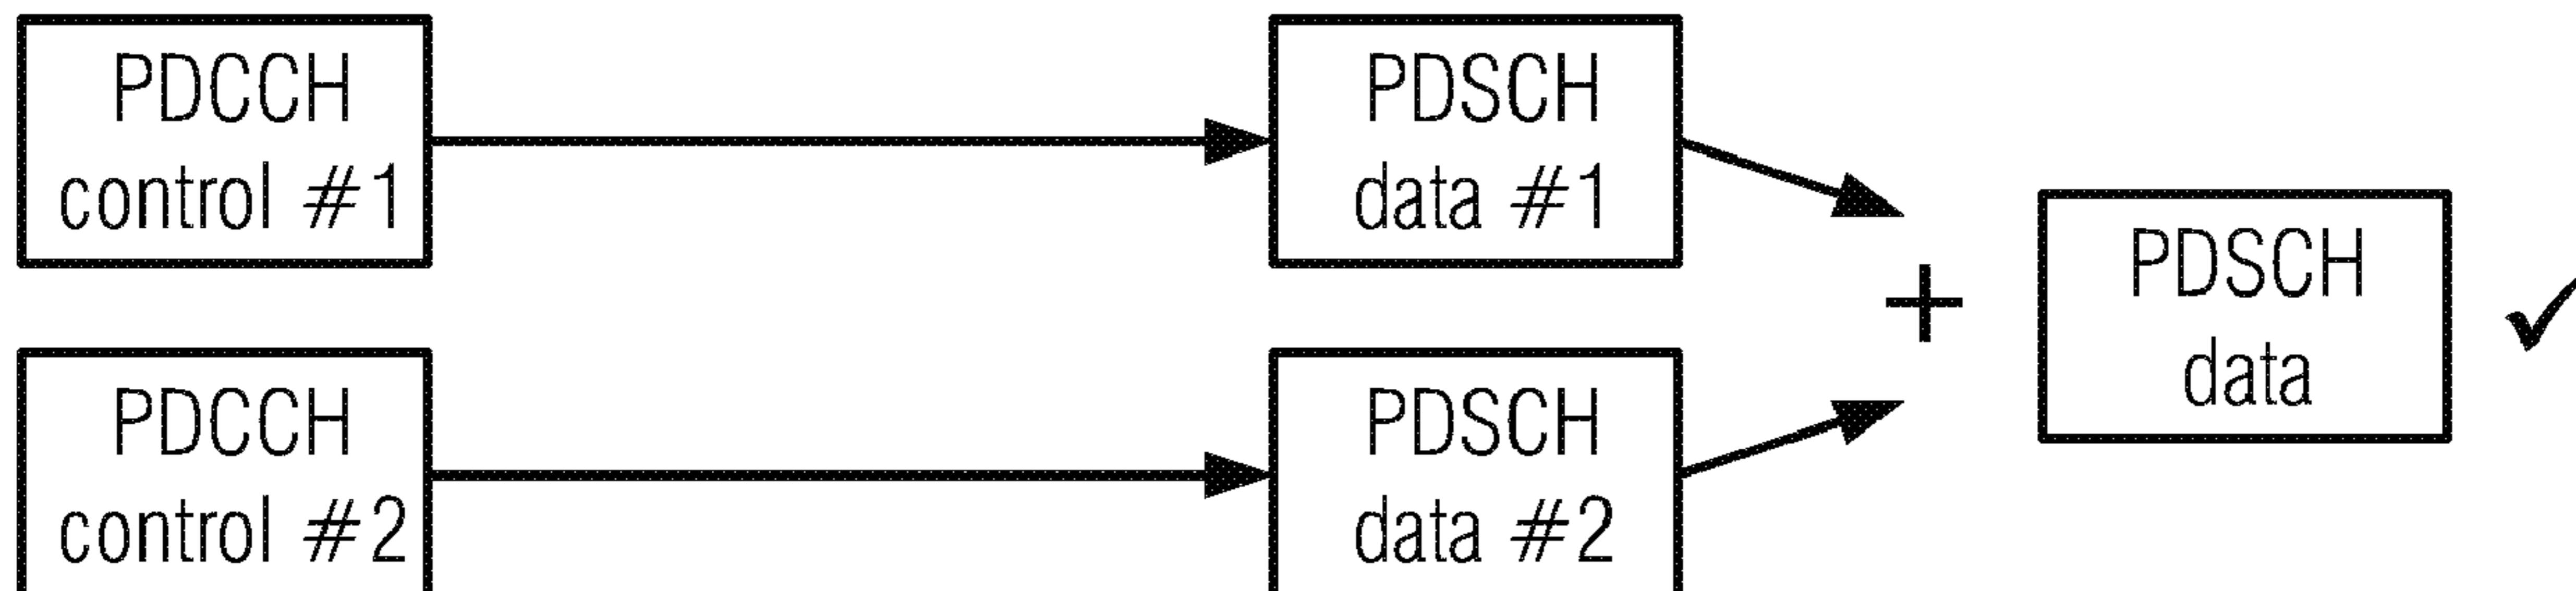 PDCCH
control #1
PDSCH
data #1
+
PDSCH
data
✓
PDCCH
control #2
PDSCH
data #2